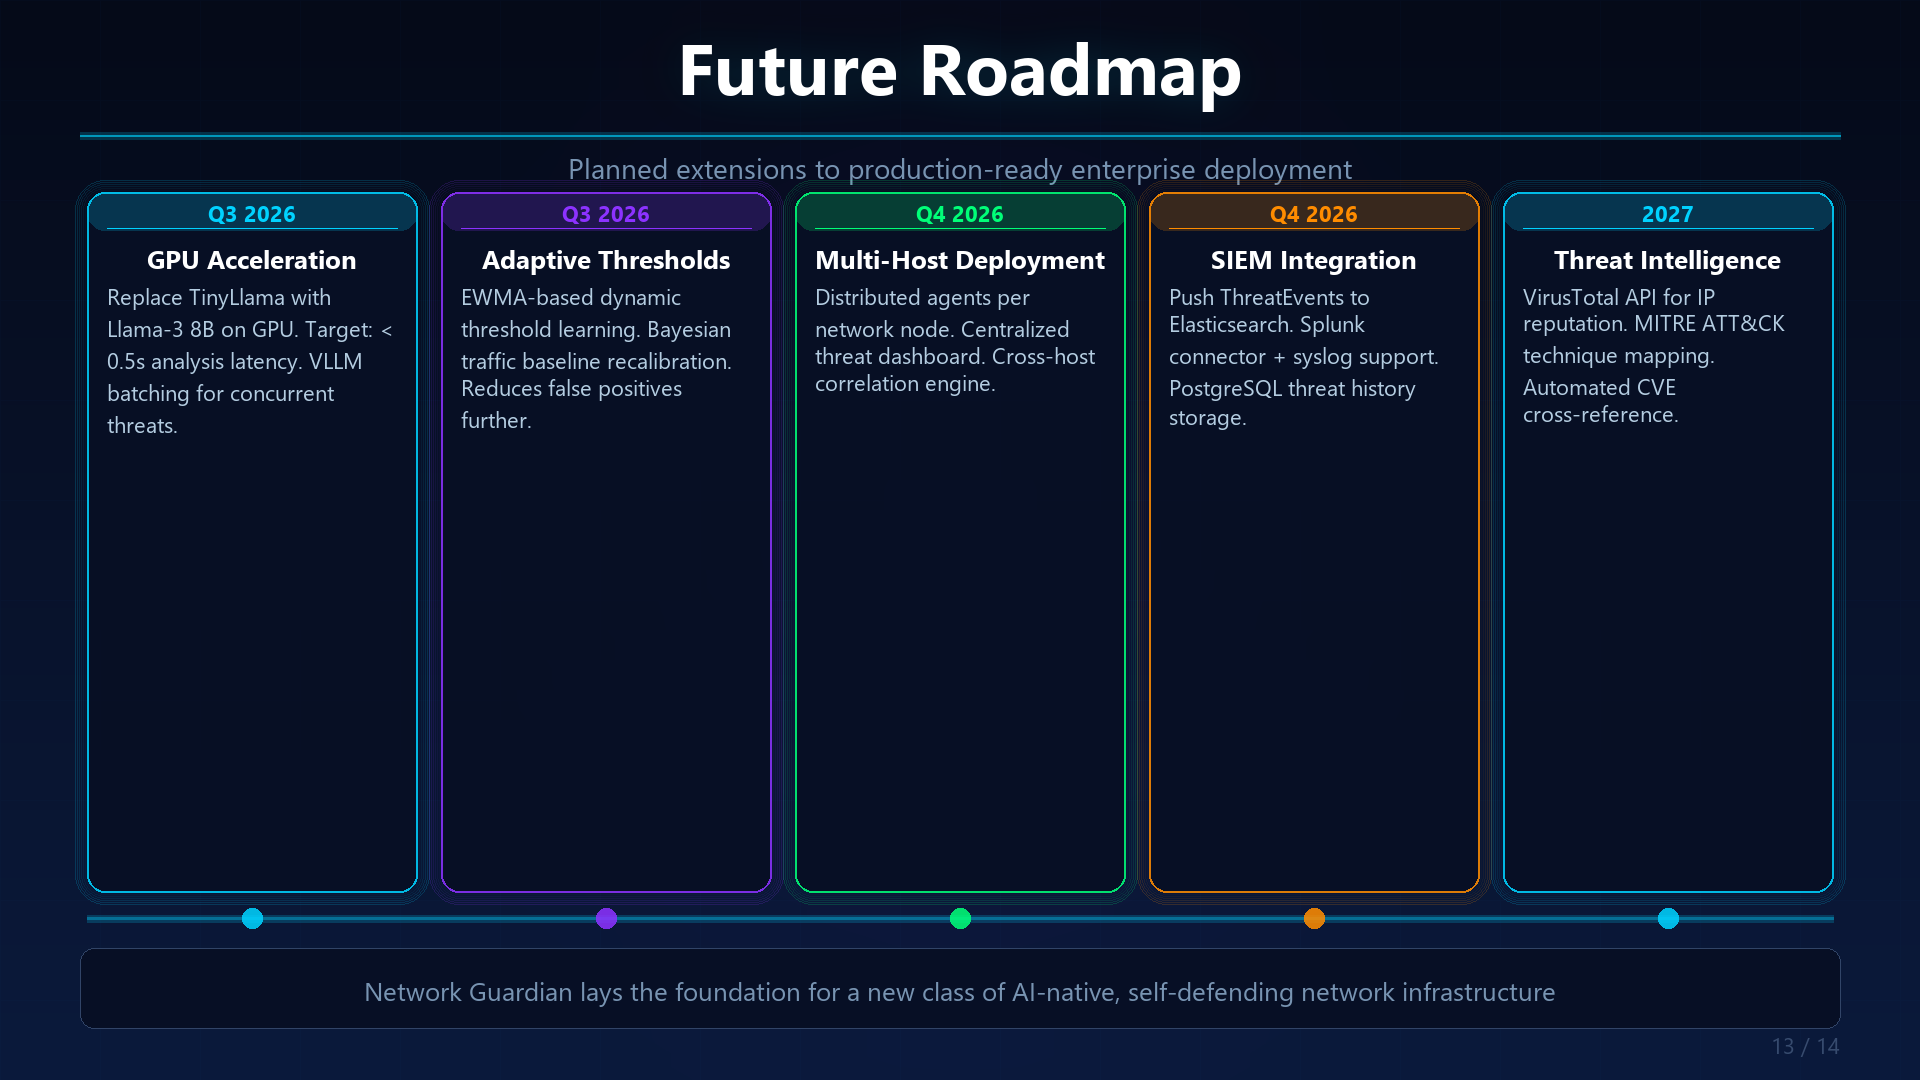 Future Roadmap
Planned extensions to production-ready enterprise deployment
Q3 2026
GPU Acceleration
Replace TinyLlama with
Llama-3 8B on GPU. Target: <
0.5s analysis latency. VLLM
batching for concurrent
threats.
Q3 2026
Adaptive Thresholds
EWMA-based dynamic
threshold learning. Bayesian
traffic baseline recalibration.
Reduces false positives
further.
Q4 2026
Multi-Host Deployment
Distributed agents per
network node. Centralized
threat dashboard. Cross-host
correlation engine.
Q4 2026
SIEM Integration
Push ThreatEvents to
Elasticsearch. Splunk
connector + syslog support.
PostgreSQL threat history
storage.
2027
Threat Intelligence
VirusTotal API for IP
reputation. MITRE ATT&CK
technique mapping.
Automated CVE
cross-reference.
Network Guardian lays the foundation for a new class of AI-native, self-defending network infrastructure
13 / 14